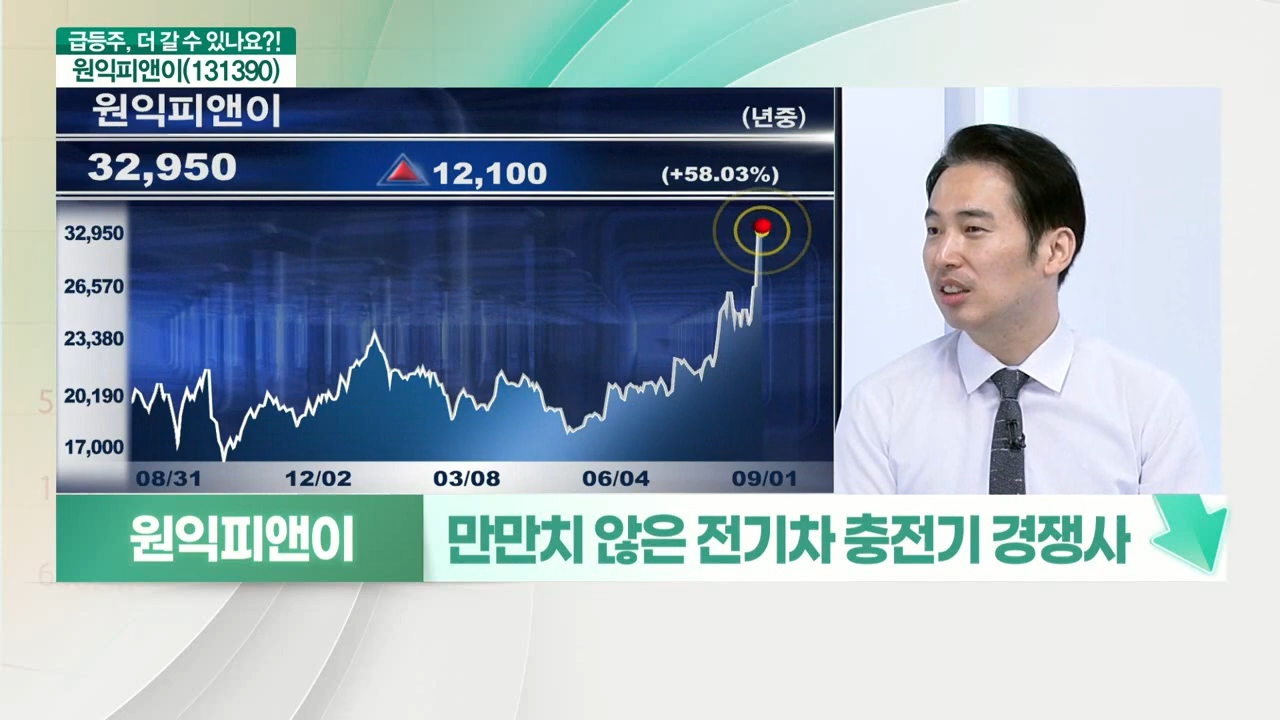 급등주, 더 갈 수 있나요?!
원익피앤이(131390)
원익피앤이 (년중)
32,950 12,100 (+58.03%)
32,950
26,570
23,380
20,190
17,000
08/31 12/02 03/08 06/04 09/01
원익피앤이 만만치 않은 전기차 충전기 경쟁사